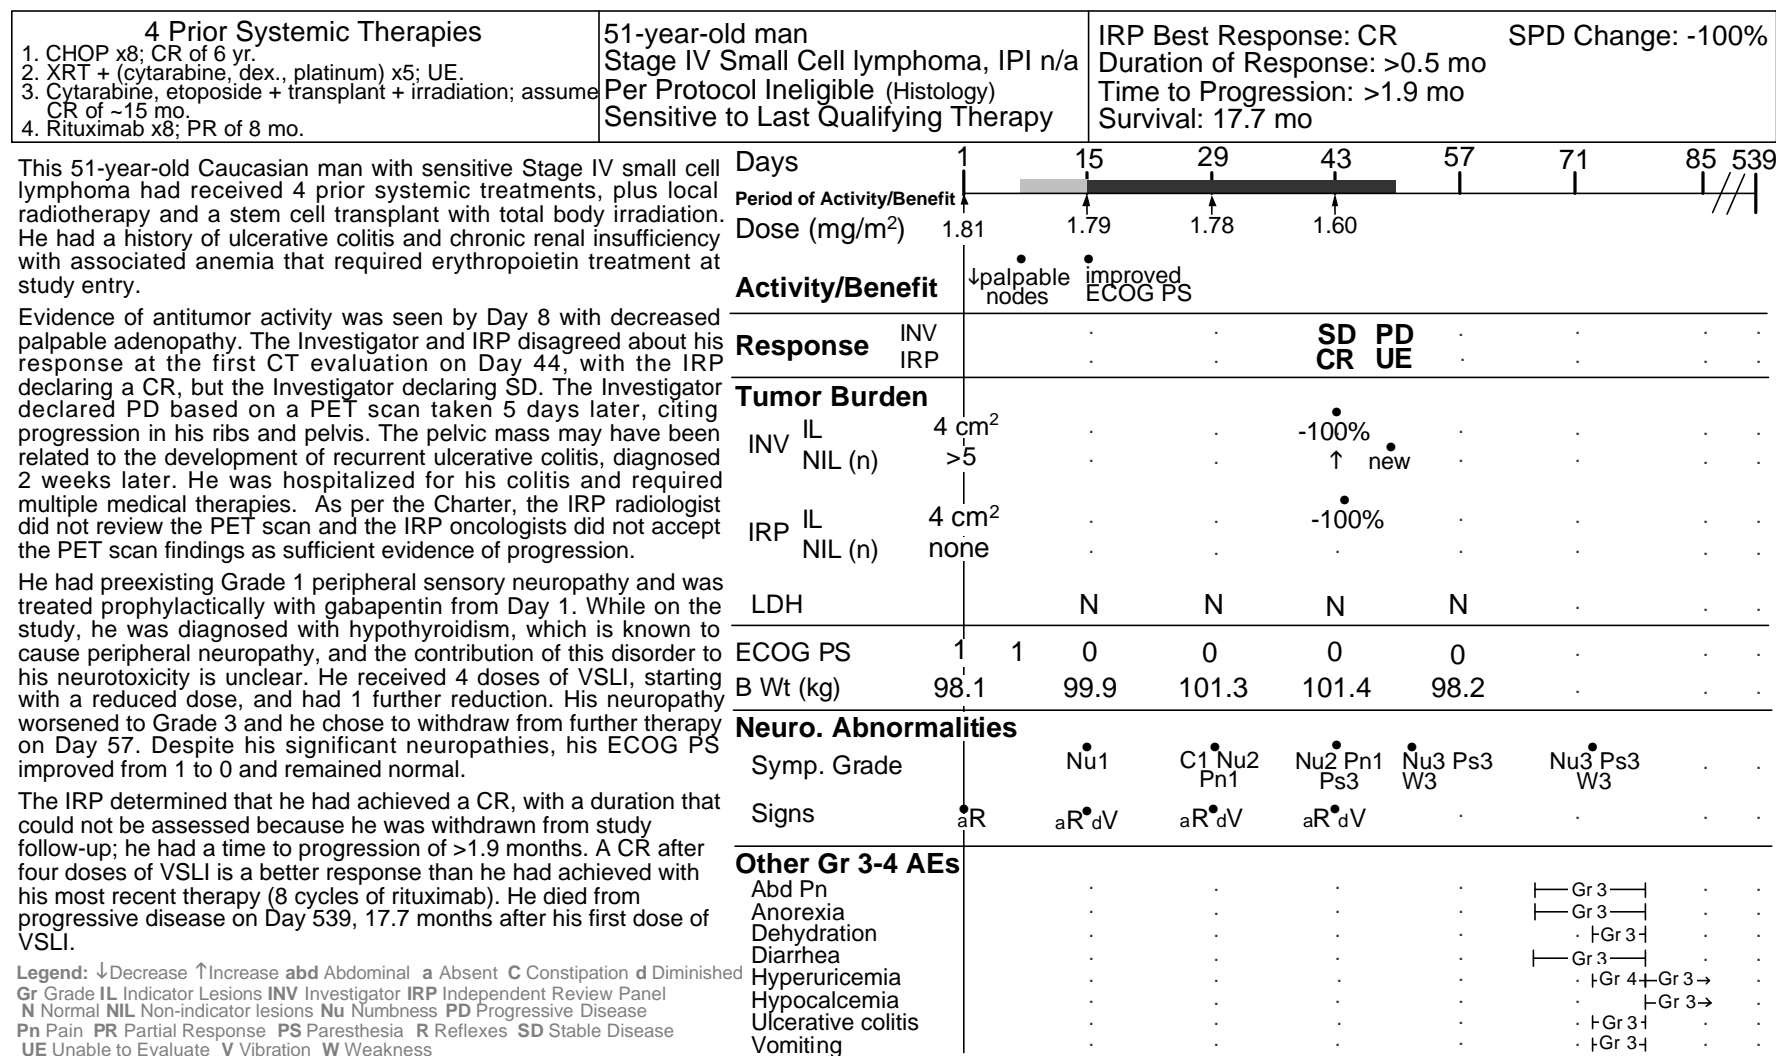 4 Prior Systemic Therapies
1. CHOP x8; CR of 6 yr.
2. XRT + (cytarabine, dex., platinum) x5; UE.
3. Cytarabine, etoposide + transplant + irradiation; assume
CR of ~15 mo.
4. Rituximab x8; PR of 8 mo.
51-year-old man
Stage IV Small Cell lymphoma, IPI n/a
Per Protocol Ineligible (Histology)
Sensitive to Last Qualifying Therapy
IRP Best Response: CR SPD Change: -100%
Duration of Response: >0.5 mo
Time to Progression: >1.9 mo
Survival: 17.7 mo
This 51-year-old Caucasian man with sensitive Stage IV small cell
lymphoma had received 4 prior systemic treatments, plus local
radiotherapy and a stem cell transplant with total body irradiation.
He had a history of ulcerative colitis and chronic renal insufficiency
with associated anemia that required erythropoietin treatment at
study entry.
Evidence of antitumor activity was seen by Day 8 with decreased
palpable adenopathy. The Investigator and IRP disagreed about his
response at the first CT evaluation on Day 44, with the IRP
declaring a CR, but the Investigator declaring SD. The Investigator
declared PD based on a PET scan taken 5 days later, citing
progression in his ribs and pelvis. The pelvic mass may have been
related to the development of recurrent ulcerative colitis, diagnosed
2 weeks later. He was hospitalized for his colitis and required
multiple medical therapies. As per the Charter, the IRP radiologist
did not review the PET scan and the IRP oncologists did not accept
the PET scan findings as sufficient evidence of progression.
He had preexisting Grade 1 peripheral sensory neuropathy and was
treated prophylactically with gabapentin from Day 1. While on the
study, he was diagnosed with hypothyroidism, which is known to
cause peripheral neuropathy, and the contribution of this disorder to
his neurotoxicity is unclear. He received 4 doses of VSLI, starting
with a reduced dose, and had 1 further reduction. His neuropathy
worsened to Grade 3 and he chose to withdraw from further therapy
on Day 57. Despite his significant neuropathies, his ECOG PS
improved from 1 to 0 and remained normal.
The IRP determined that he had achieved a CR, with a duration that
could not be assessed because he was withdrawn from study
follow-up; he had a time to progression of >1.9 months. A CR after
four doses of VSLI is a better response than he had achieved with
his most recent therapy (8 cycles of rituximab). He died from
progressive disease on Day 539, 17.7 months after his first dose of
VSLI.
Legend: ↓Decrease ↑Increase abd Abdominal a Absent C Constipation d Diminished
Gr Grade IL Indicator Lesions INV Investigator IRP Independent Review Panel
N Normal NIL Non-indicator lesions Nu Numbness PD Progressive Disease
Pn Pain PR Partial Response PS Paresthesia R Reflexes SD Stable Disease
UE Unable to Evaluate V Vibration W Weakness
Days 1 15 29 43 57 71 85 539
Period of Activity/Benefit
Dose (mg/m²) 1.81 1.79 1.78 1.60
Activity/Benefit ↓palpable nodes improved ECOG PS
Response INV SD PD
IRP CR UE
Tumor Burden
INV IL 4 cm² -100%
NIL (n) >5 ↑ new
IRP IL 4 cm² -100%
NIL (n) none
LDH N N N N
ECOG PS 1 1 0 0 0 0
B Wt (kg) 98.1 99.9 101.3 101.4 98.2
Neuro. Abnormalities
Symp. Grade Nu1 C1 Nu2 Nu2 Pn1 Nu3 Ps3 Nu3 Ps3
Pn1 Ps3 W3 W3
Signs aR aR dV aR dV aR dV
Other Gr 3-4 AEs
Abd Pn Gr 3
Anorexia Gr 3
Dehydration Gr 3
Diarrhea Gr 3
Hyperuricemia Gr 4 Gr 3→
Hypocalcemia Gr 3→
Ulcerative colitis Gr 3
Vomiting Gr 3